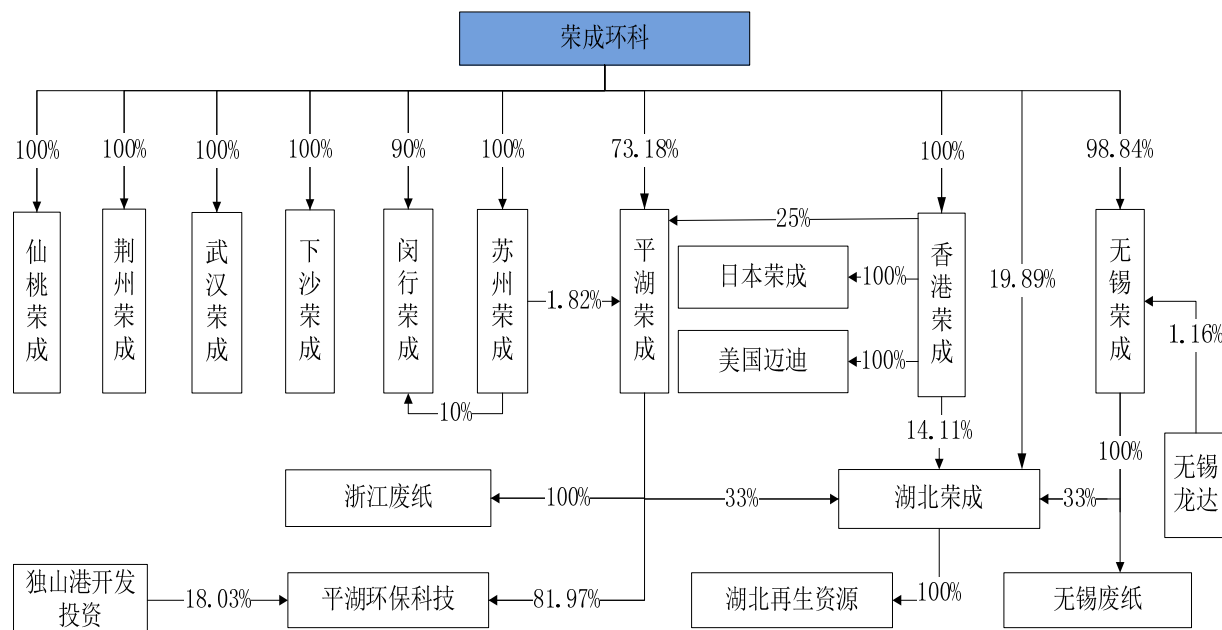 荣成环科
100%
100%
100%
100%
90%
100%
73.18%
100%
98.84%
仙桃荣成
荆州荣成
武汉荣成
下沙荣成
闵行荣成
苏州荣成
平湖荣成
香港荣成
无锡荣成
25%
日本荣成
100%
19.89%
1.82%
1.16%
美国迈迪
100%
10%
14.11%
100%
无锡
龙达
浙江废纸
100%
33%
湖北荣成
33%
独山港开发
投资
18.03%
平湖环保科技
81.97%
湖北再生资源
100%
无锡废纸